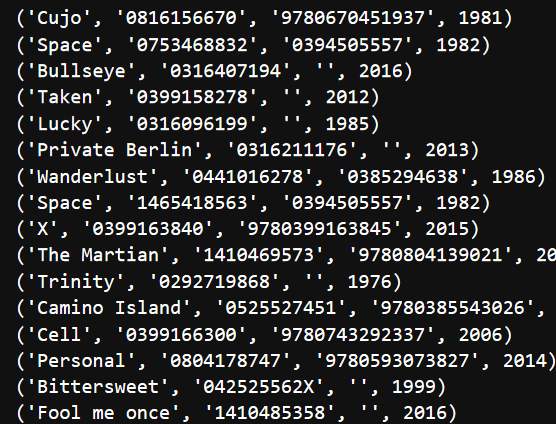 ('Cujo', '0816156670', '9780670451937', 1981)
('Space', '0753468832', '0394505557', 1982)
('Bullseye', '0316407194', '', 2016)
('Taken', '0399158278', '', 2012)
('Lucky', '0316096199', '', 1985)
('Private Berlin', '0316211176', '', 2013)
('Wanderlust', '0441016278', '0385294638', 1986)
('Space', '1465418563', '0394505557', 1982)
('X', '0399163840', '9780399163845', 2015)
('The Martian', '1410469573', '9780804139021', 20
('Trinity', '0292719868', '', 1976)
('Camino Island', '0525527451', '9780385543026',
('Cell', '0399166300', '9780743292337', 2006)
('Personal', '0804178747', '9780593073827', 2014)
('Bittersweet', '042525562X', '', 1999)
('Fool me once', '1410485358', '', 2016)